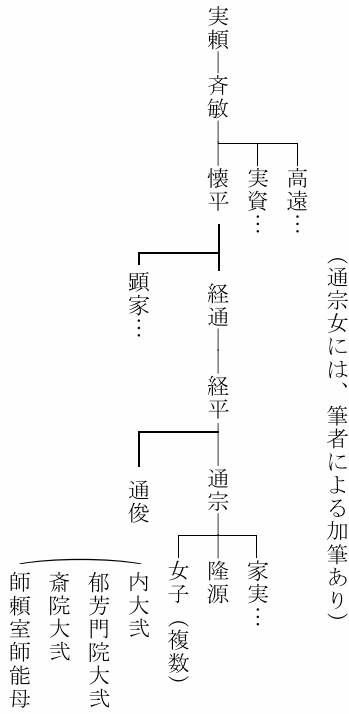 (通宗女には、筆者による加筆あり)
実頼
斉敏
高遠…
実資…
懐平
経通
顕家…
経平
通宗
通俊
家実…
隆源
女子(複数)
内大弐
郁芳門院大弐
斎院大弐
師頼室師能母